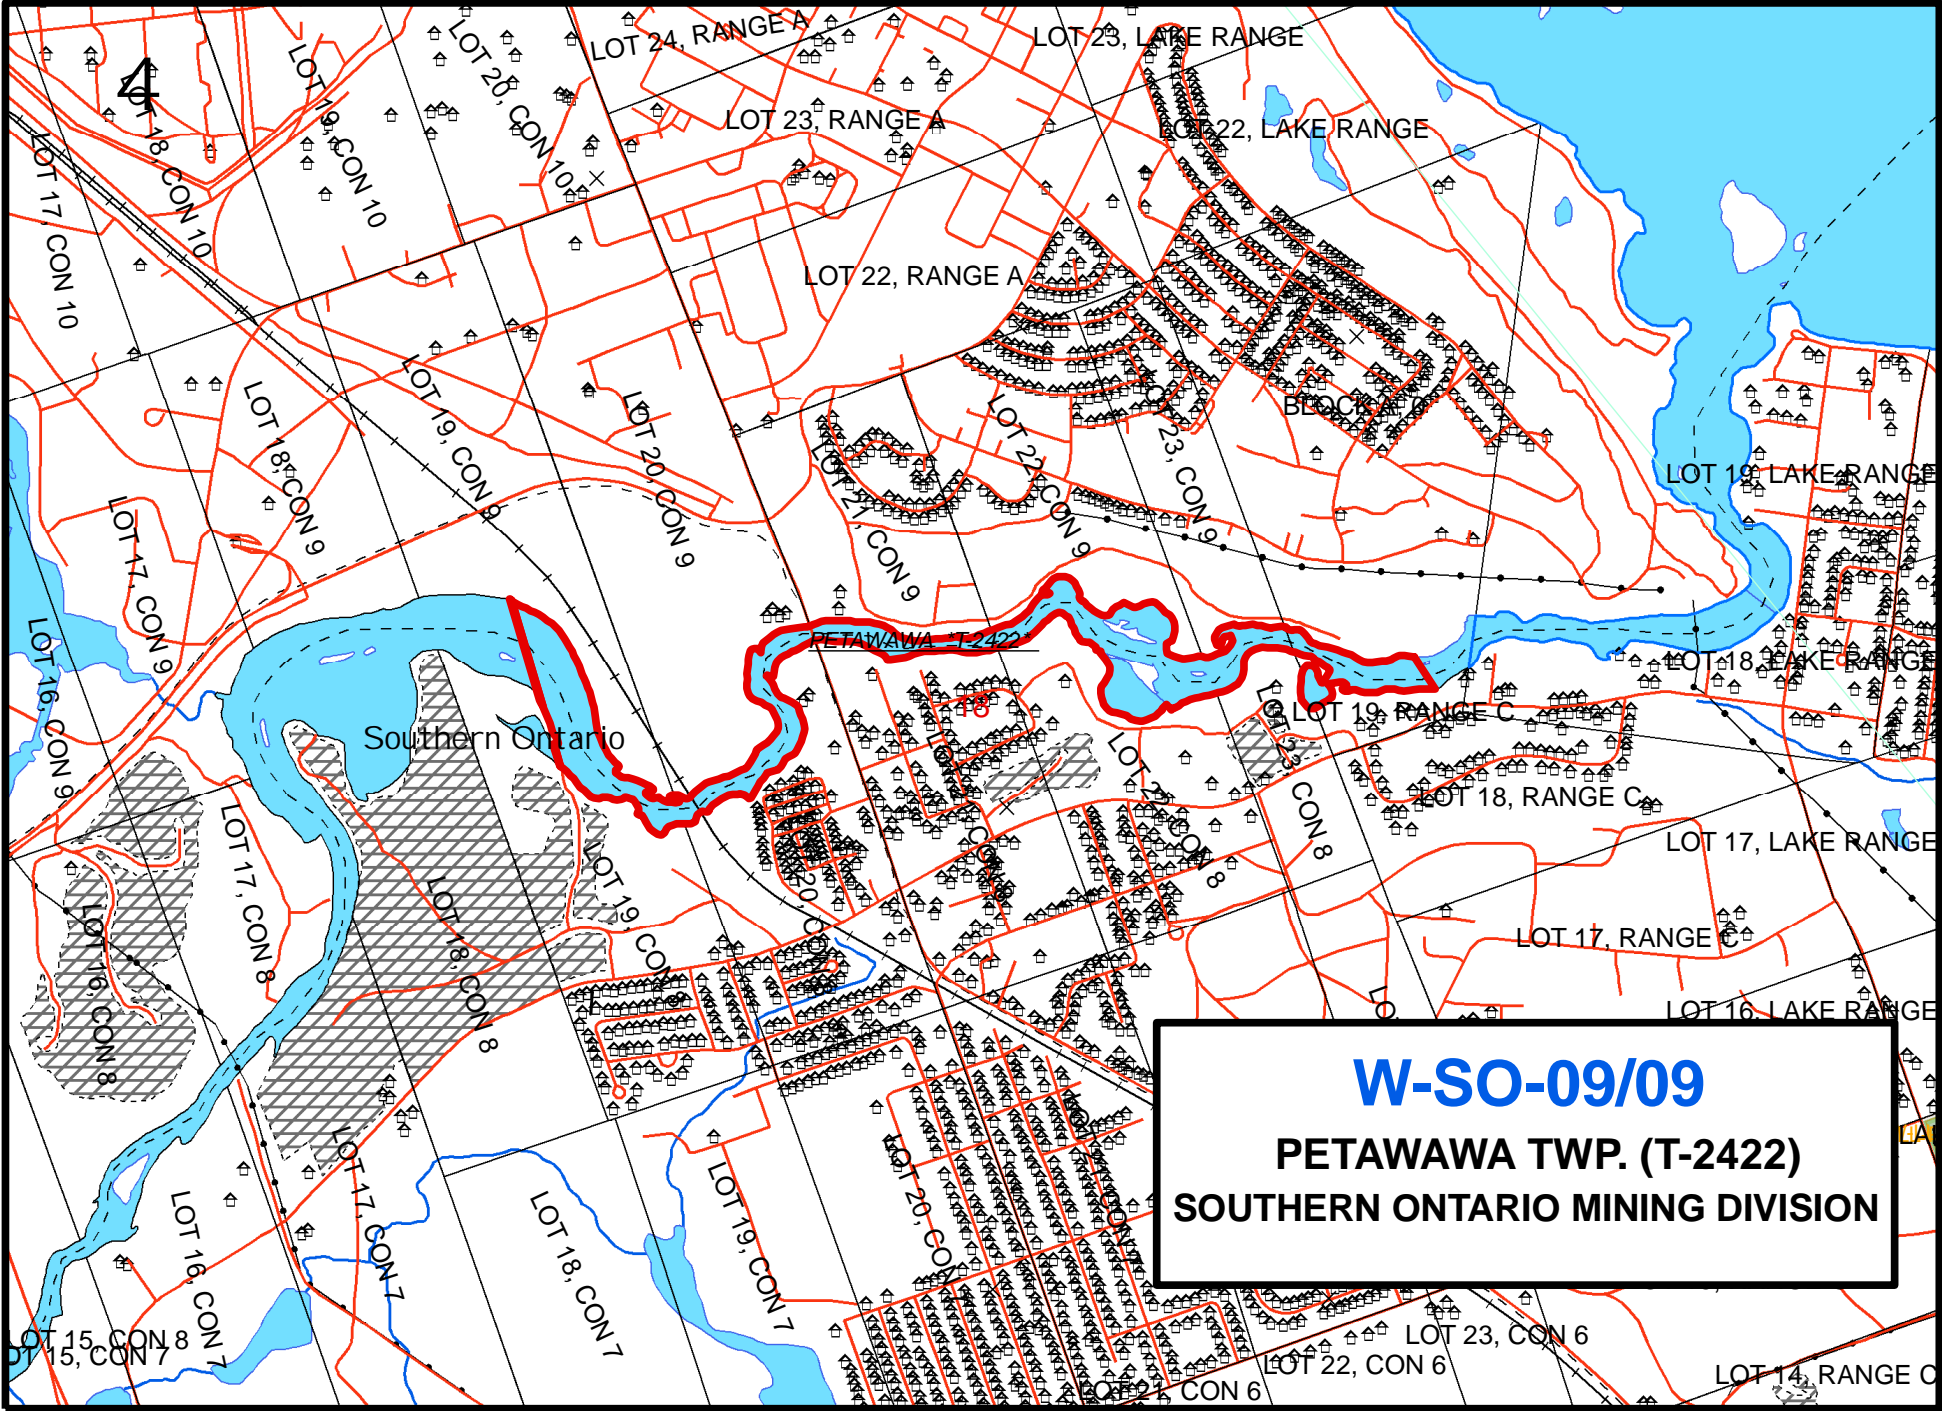 LOT 24, RANGE A
LOT 23, LAKE RANGE
4
LOT 18, CON 10
LOT 19, CON 10
LOT 20, CON 10
LOT 23, RANGE A
LOT 22, LAKE RANGE
LOT 17, CON 10
LOT 22, RANGE A
LOT 18, CON 9
LOT 19, CON 9
LOT 20, CON 9
LOT 21, CON 9
LOT 22, CON 9
LOT 23, CON 9
LOT 19, LAKE RANGE
LOT 17, CON 9
LOT 16, CON 9
PETAWAWA *T-2422*
LOT 18, LAKE RANGE
18
LOT 19, RANGE C
Southern Ontario
LOT 23, CON 8
LOT 22, CON 8
LOT 18, RANGE C
LOT 17, LAKE RANGE
LOT 17, CON 8
LOT 18, CON 8
LOT 19, CON 8
LOT 16, CON 8
LOT 17, RANGE C
LOT 16, LAKE RANGE
W-SO-09/09
PETAWAWA TWP. (T-2422)
SOUTHERN ONTARIO MINING DIVISION
LOT 16, CON 7
LOT 17, CON 7
LOT 18, CON 7
LOT 19, CON 7
LOT 15, CON 8
LOT 23, CON 6
LOT 22, CON 6
LOT 21, CON 6
LOT 14, RANGE C